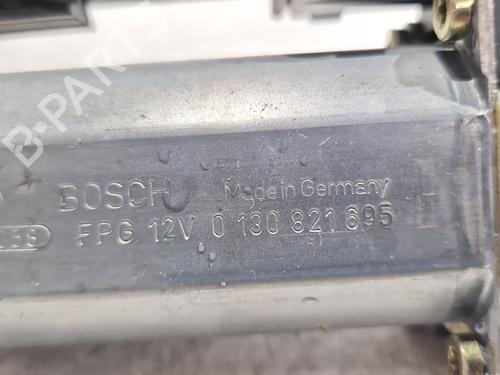 B-PARTS
BOSCH Made in Germany
FPG 12V 0 130 821 695